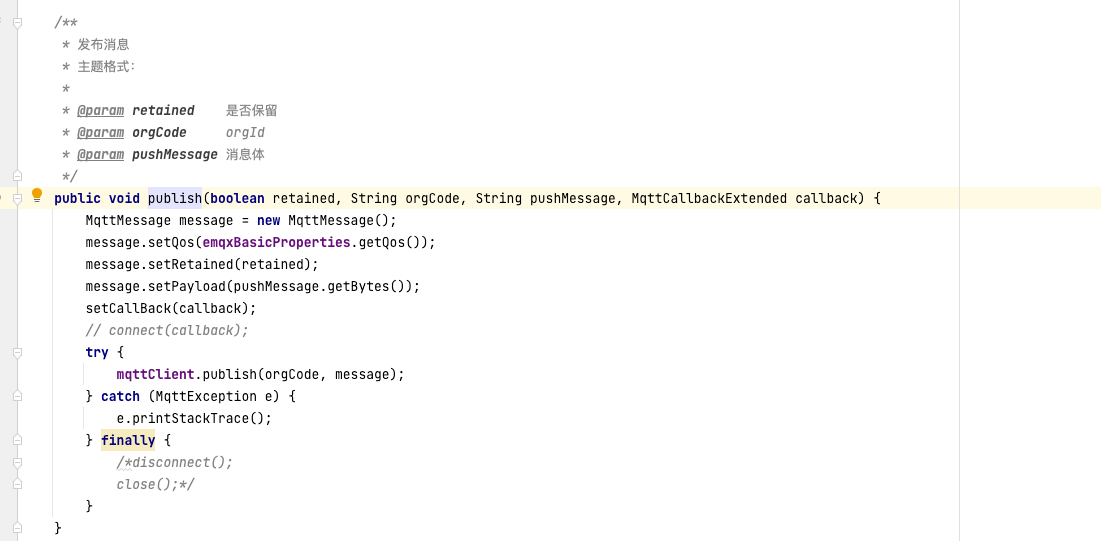 /**
 * 发布消息
 * 主题格式:
 *
 * @param retained    是否保留
 * @param orgCode     orgId
 * @param pushMessage 消息体
 */
public void publish(boolean retained, String orgCode, String pushMessage, MqttCallbackExtended callback) {
    MqttMessage message = new MqttMessage();
    message.setQos(emqxBasicProperties.getQos());
    message.setRetained(retained);
    message.setPayload(pushMessage.getBytes());
    setCallBack(callback);
    // connect(callback);
    try {
        mqttClient.publish(orgCode, message);
    } catch (MqttException e) {
        e.printStackTrace();
    } finally {
        /*disconnect();
        close();*/
    }
}